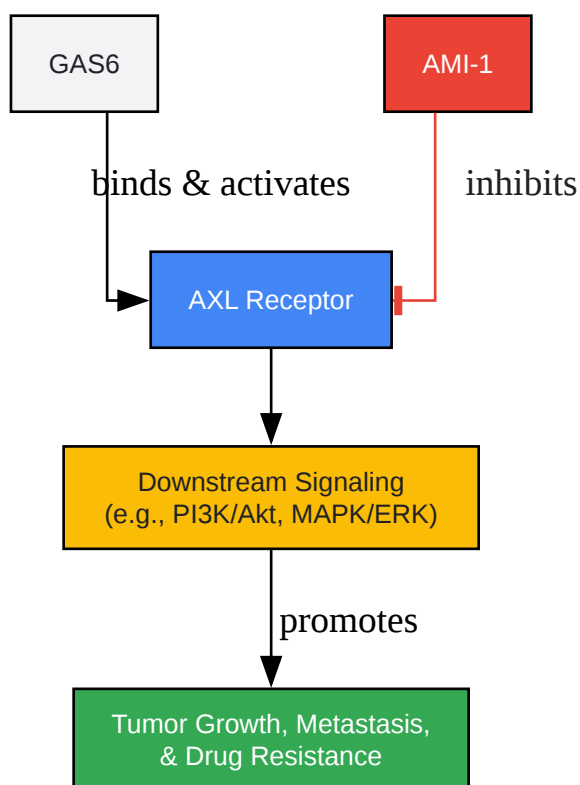 GAS6
AMI-1
binds & activates
inhibits
AXL Receptor
Downstream Signaling
(e.g., PI3K/Akt, MAPK/ERK)
promotes
Tumor Growth, Metastasis,
& Drug Resistance